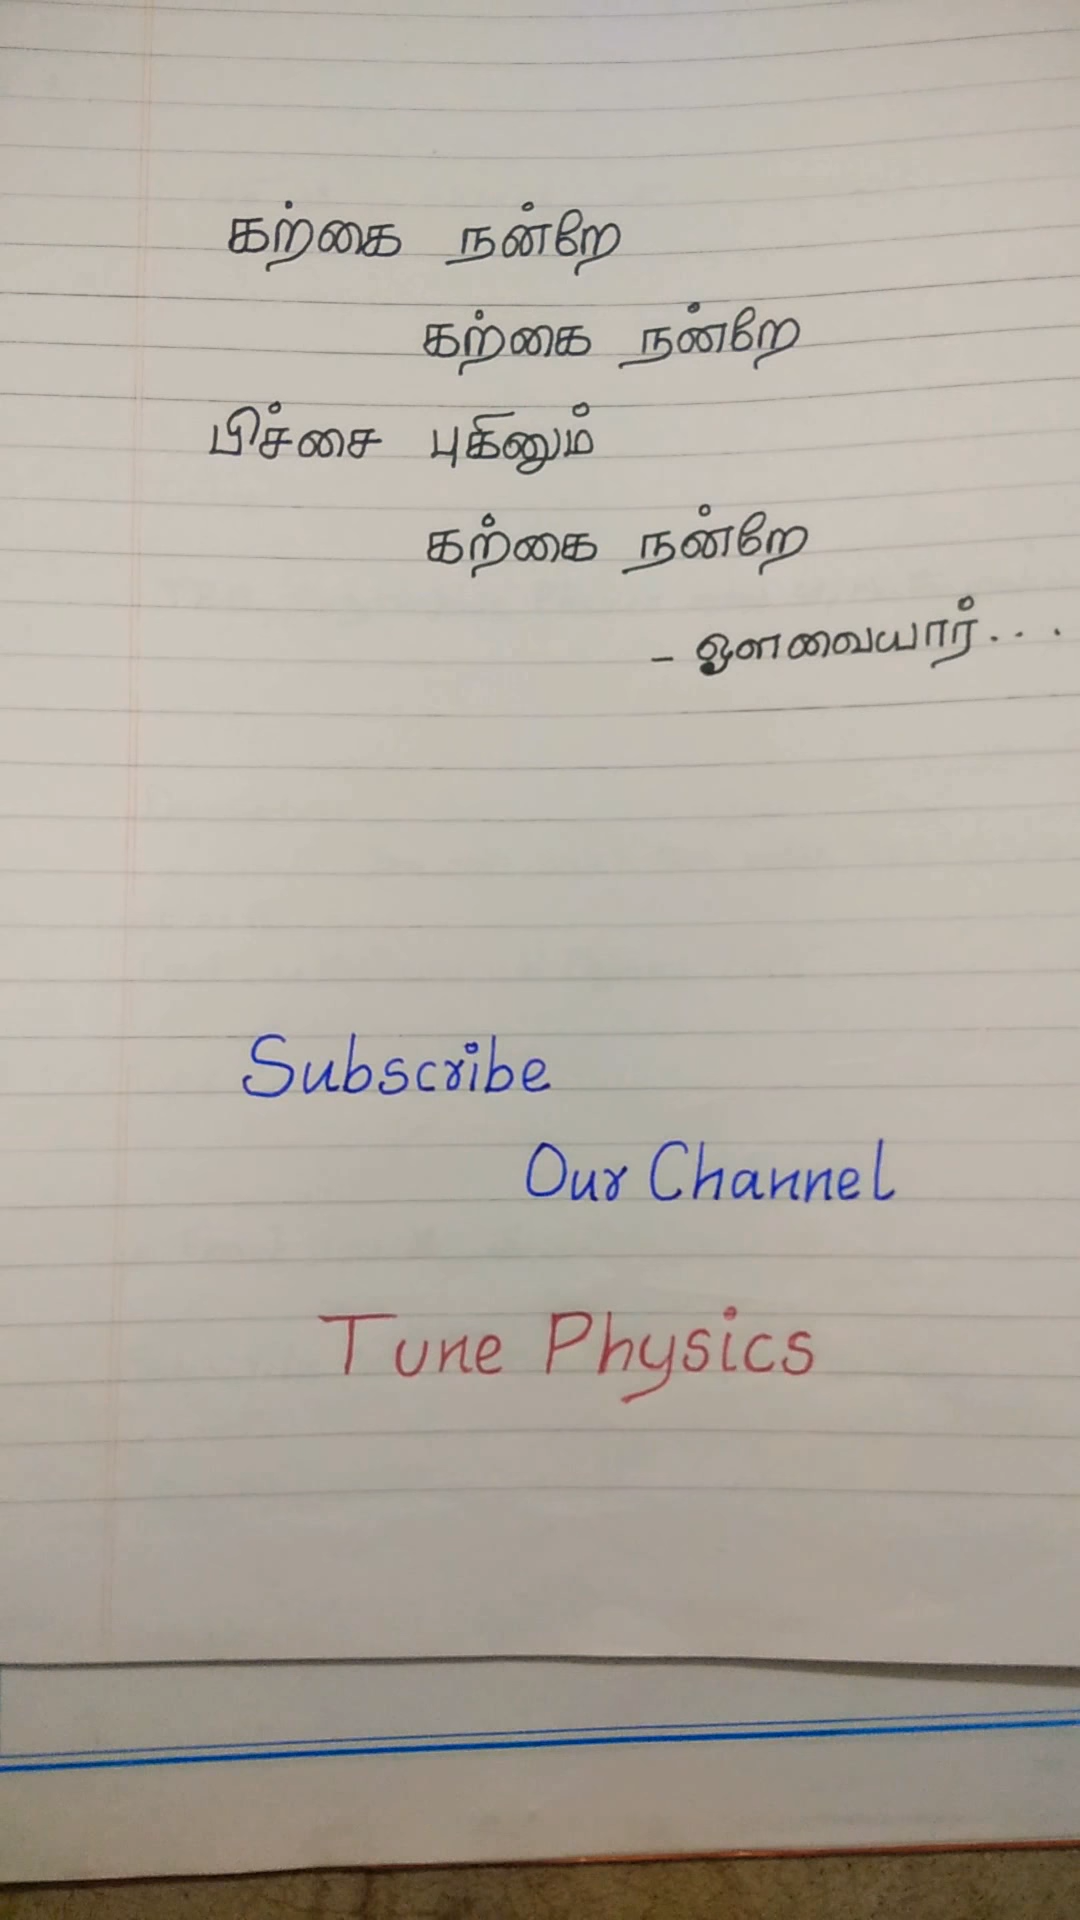 கற்கை நன்றே
கற்கை நன்றே
பிச்சை புகினும்
கற்கை நன்றே
- ஔவையார்...
Subscribe
Our Channel
Tune Physics